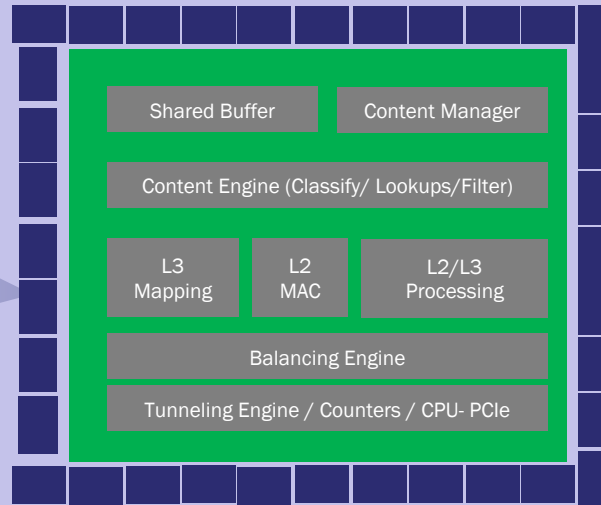 Shared Buffer
Content Manager
Content Engine (Classify/ Lookups/Filter)
L3
Mapping
L2
MAC
L2/L3
Processing
Balancing Engine
Tunneling Engine / Counters / CPU- PCIe